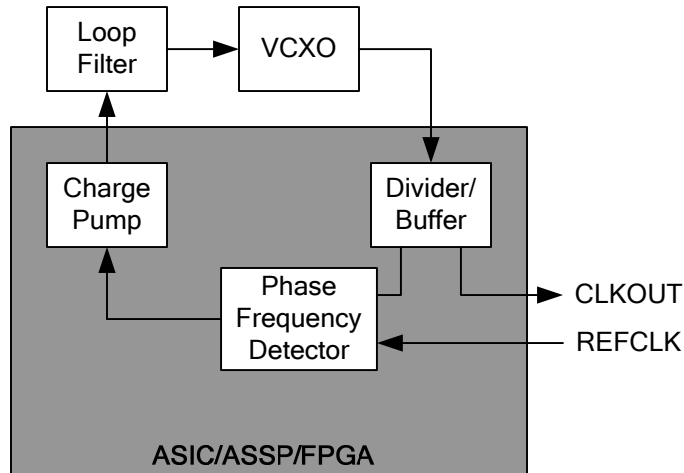 Loop
Filter
VCXO
Charge
Pump
Divider/
Buffer
Phase
Frequency
Detector
CLKOUT
REFCLK
ASIC/ASSP/FPGA